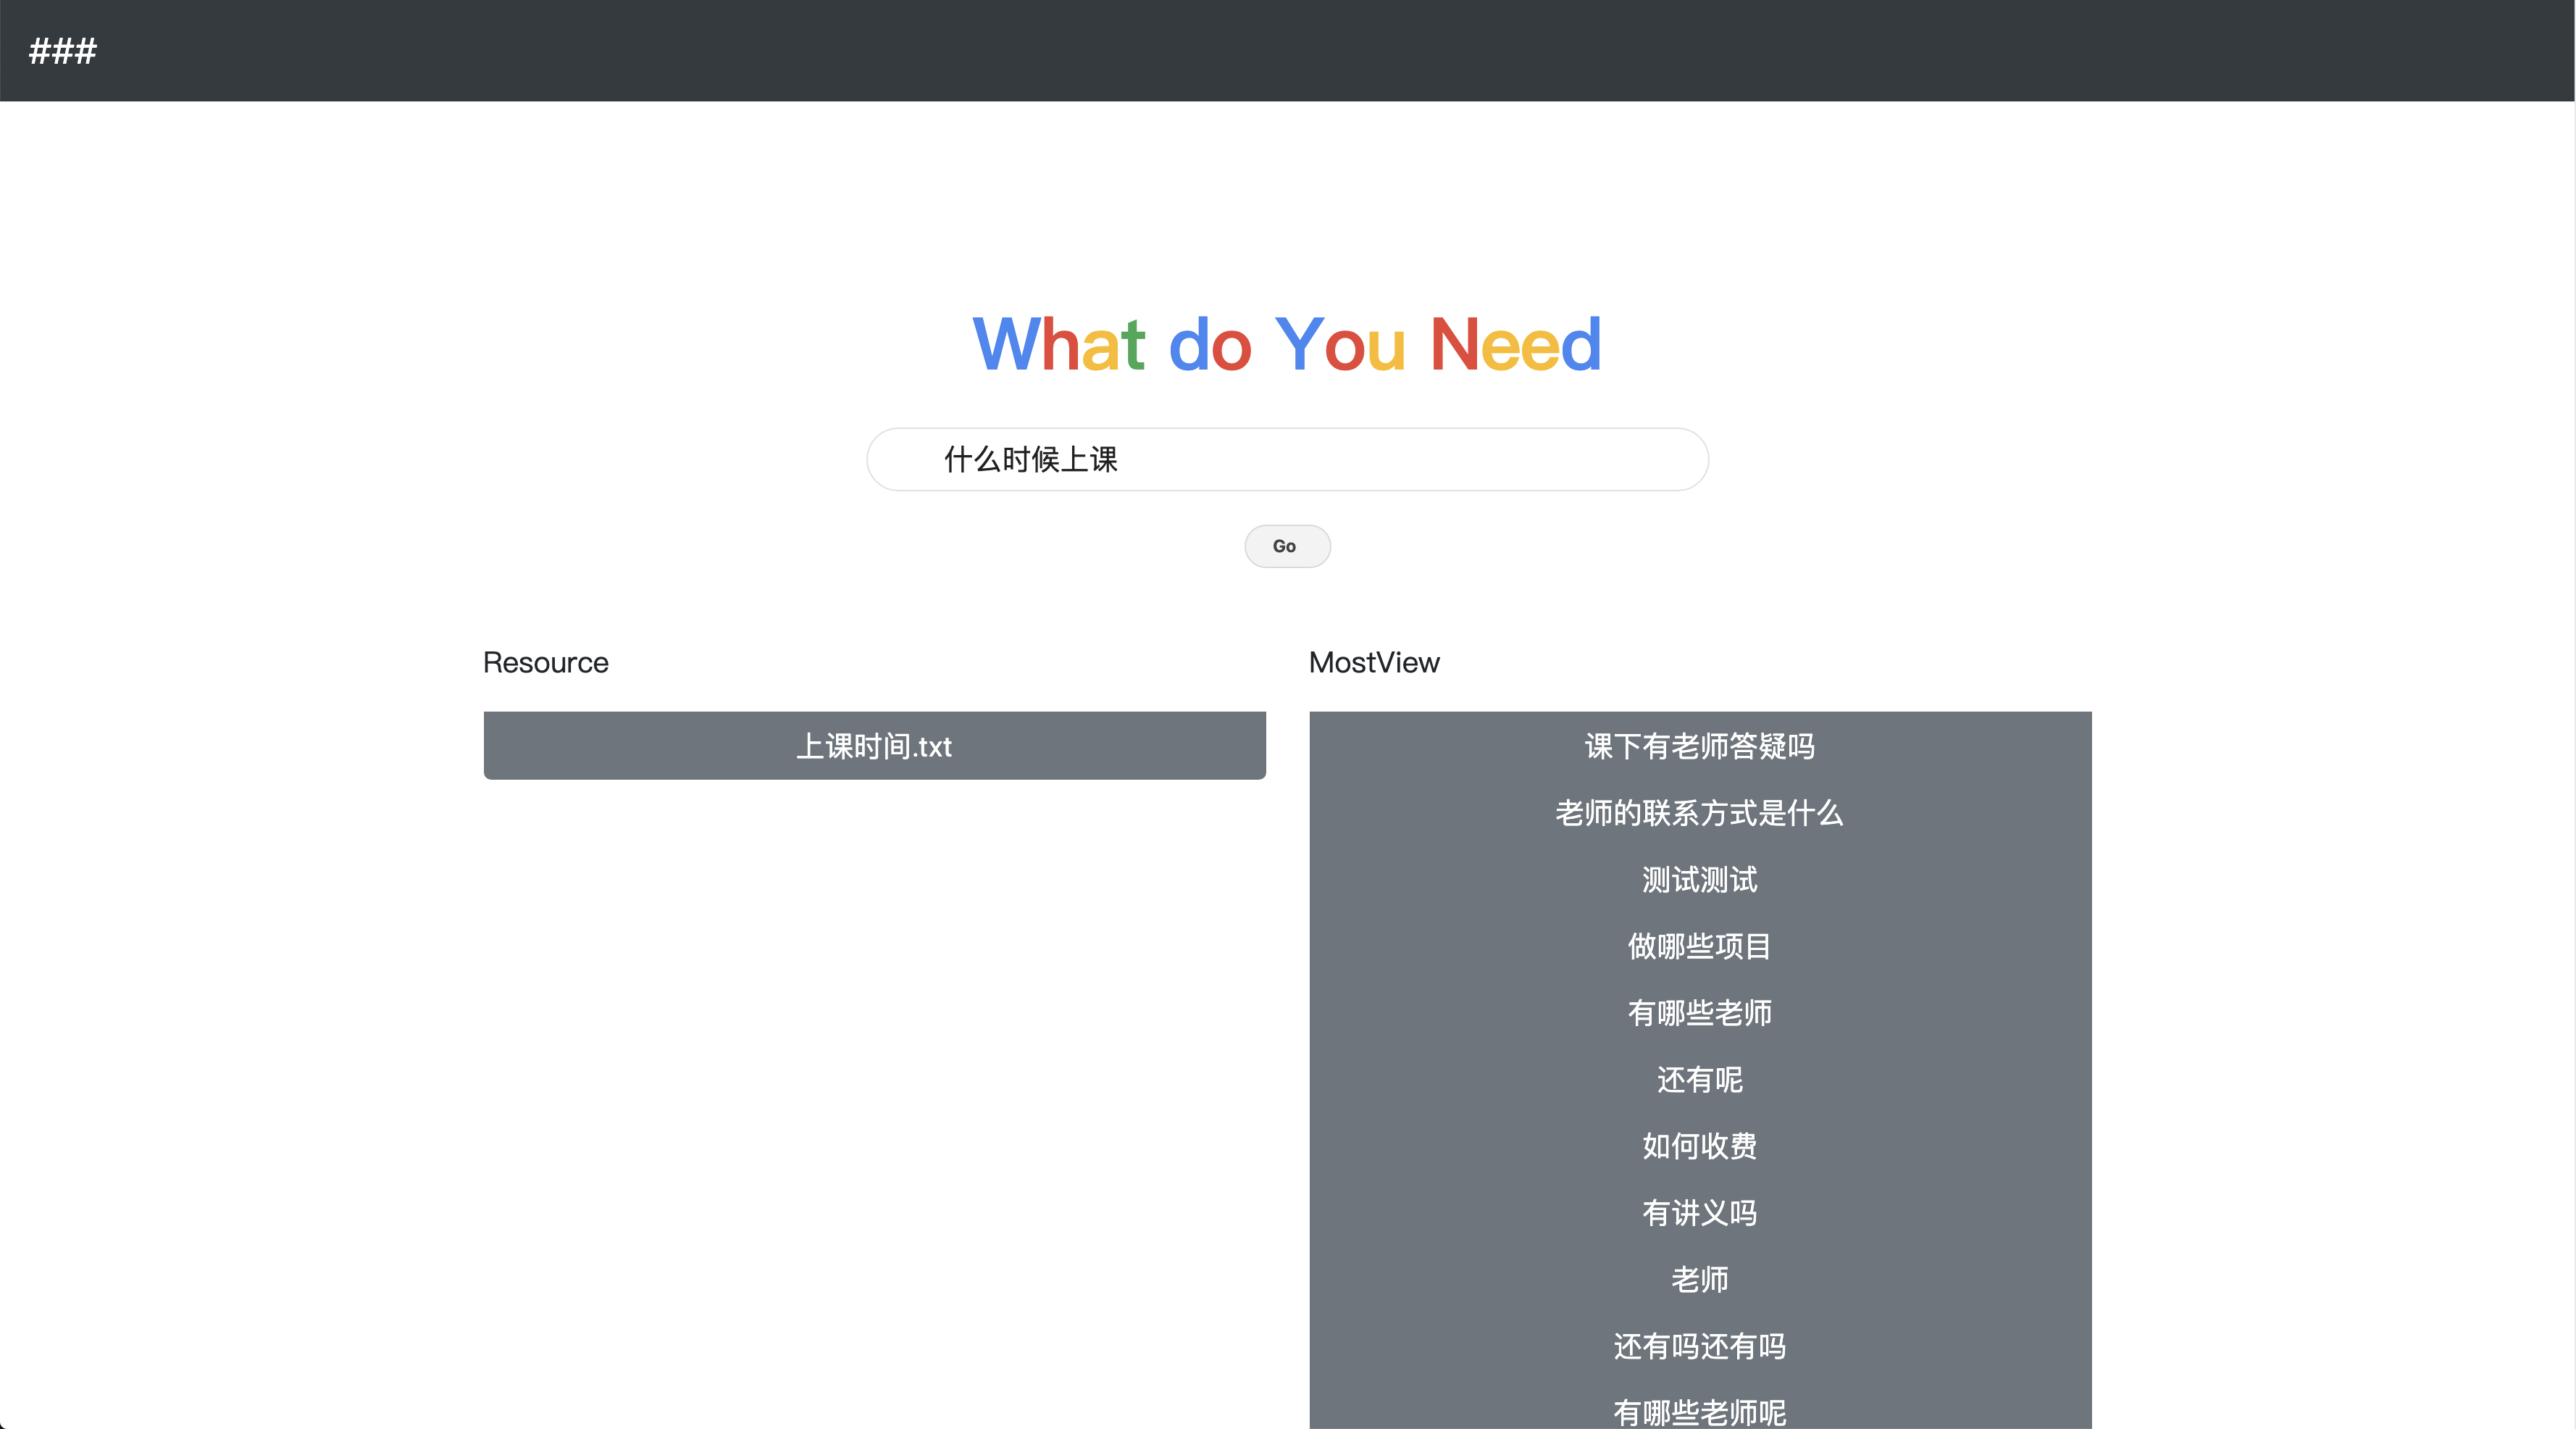 ###
What do You Need
什么时候上课
Go
Resource
上课时间.txt
MostView
课下有老师答疑吗
老师的联系方式是什么
测试测试
做哪些项目
有哪些老师
还有呢
如何收费
有讲义吗
老师
还有吗还有吗
有哪些老师呢